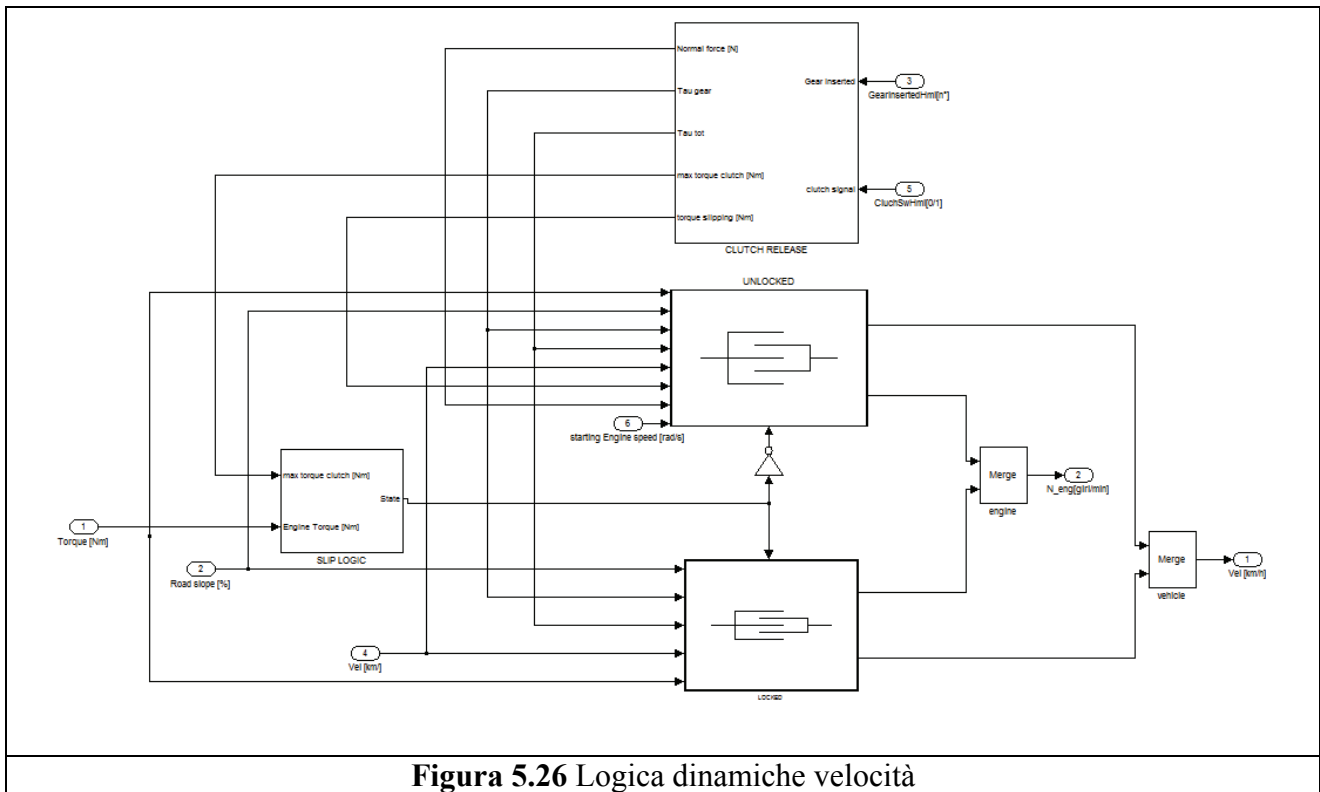 Normal force [N]
Gear Inserted
3
GearInsertedHmi[n°]
Tau gear
Tau tot
max torque clutch [Nm]
clutch signal
5
CluchSwHmi[0/1]
torque slipping [Nm]
CLUTCH RELEASE
UNLOCKED
6
starting Engine speed [rad/s]
max torque clutch [Nm]
State
Engine Torque [Nm]
SLIP LOGIC
1
Torque [Nm]
2
Road slope [%]
4
Vel [km/]
LOCKED
Merge
engine
2
N_eng[giri/min]
Merge
vehicle
1
Vel [km/h]
Figura 5.26 Logica dinamiche velocità